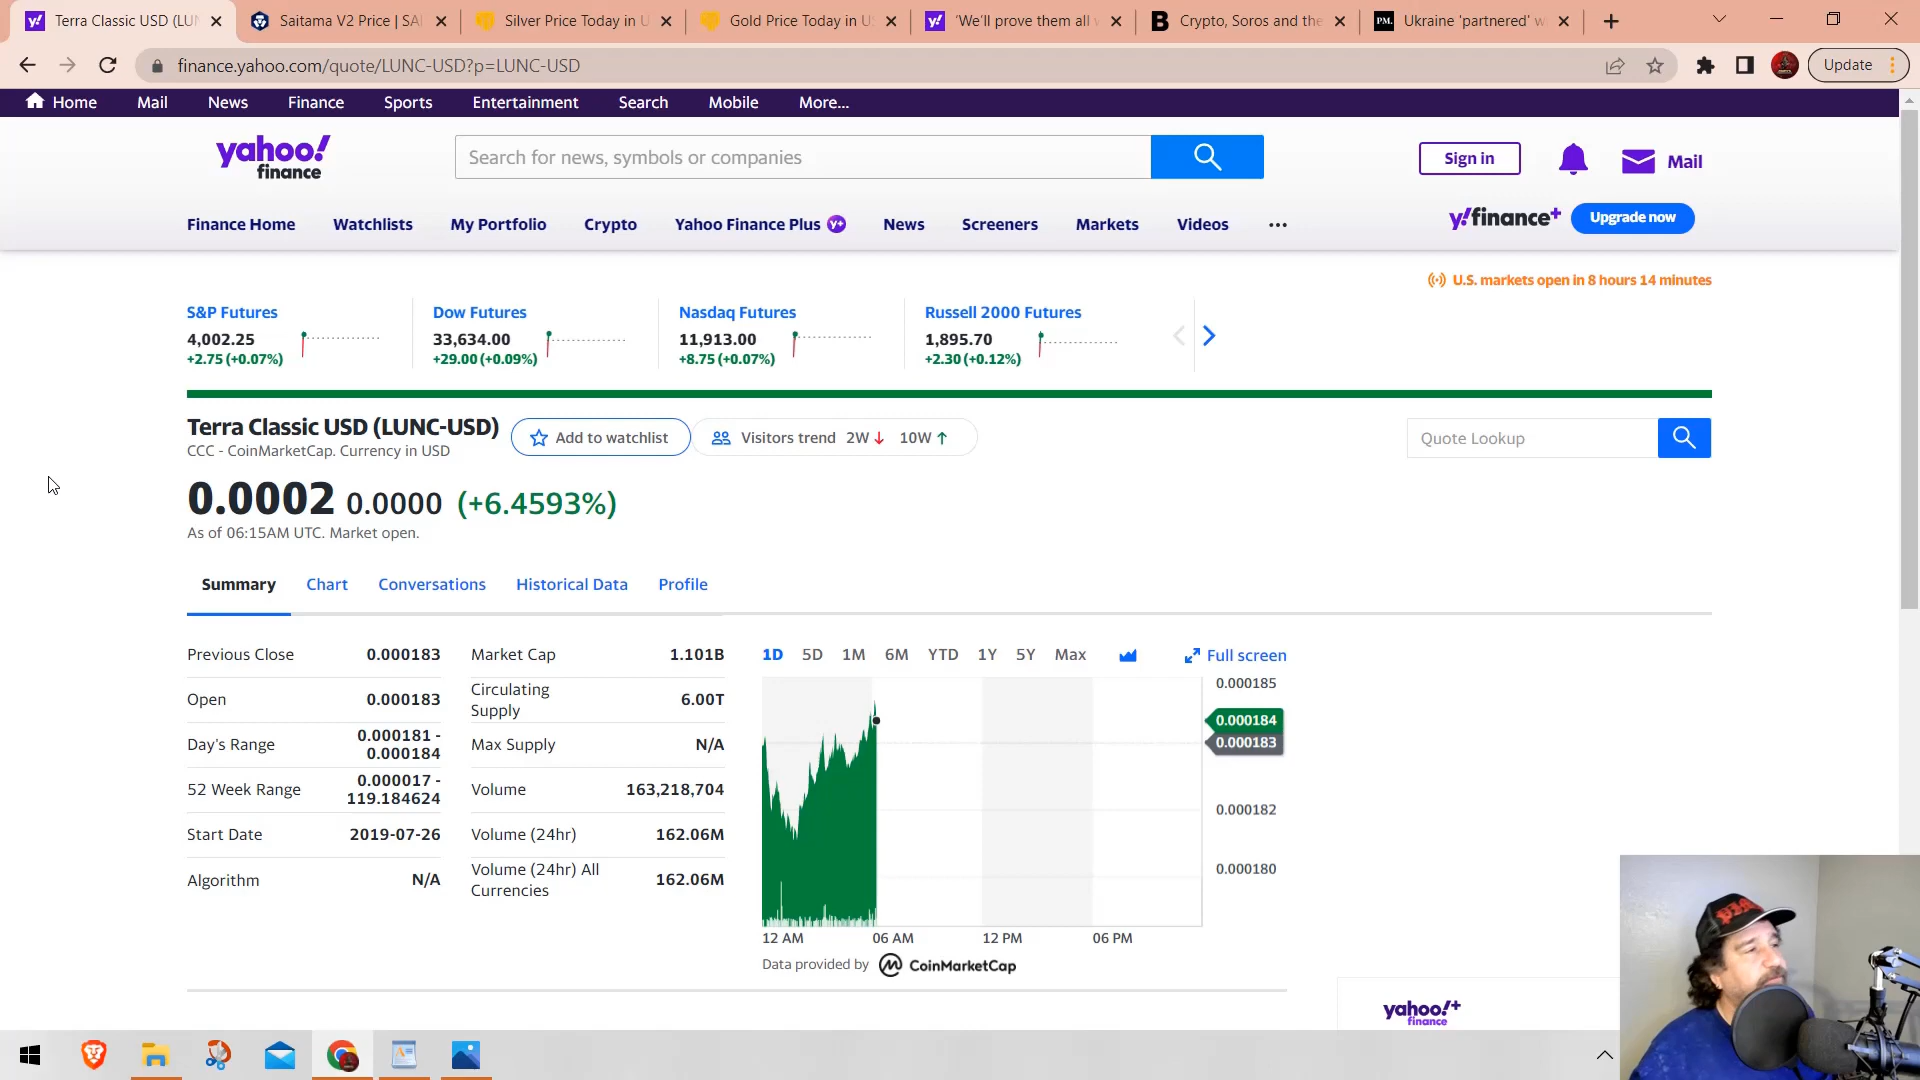 Terra Classic USD (LUN
Saitama V2 Price | SA
Silver Price Today in U
Gold Price Today in U
'We'll prove them all
Crypto, Soros and the
Ukraine 'partnered' w
finance.yahoo.com/quote/LUNC-USD?p=LUNC-USD
Update
Home Mail News Finance Sports Entertainment Search Mobile More...
yahoo!
finance
Search for news, symbols or companies
Sign in
Mail
Finance Home Watchlists My Portfolio Crypto Yahoo Finance Plus y+ News Screeners Markets Videos ...
y!finance+
Upgrade now
U.S. markets open in 8 hours 14 minutes
S&P Futures
4,002.25
+2.75 (+0.07%)
Dow Futures
33,634.00
+29.00 (+0.09%)
Nasdaq Futures
11,913.00
+8.75 (+0.07%)
Russell 2000 Futures
1,895.70
+2.30 (+0.12%)
Terra Classic USD (LUNC-USD)
CCC - CoinMarketCap. Currency in USD
Add to watchlist
Visitors trend 2W ↓ 10W ↑
Quote Lookup
0.0002 0.0000 (+6.4593%)
As of 06:15AM UTC. Market open.
Summary Chart Conversations Historical Data Profile
Previous Close 0.000183
Open 0.000183
Day's Range 0.000181 -
0.000184
52 Week Range 0.000017 -
119.184624
Start Date 2019-07-26
Algorithm N/A
Market Cap 1.101B
Circulating
Supply 6.00T
Max Supply N/A
Volume 163,218,704
Volume (24hr) 162.06M
Volume (24hr) All
Currencies 162.06M
1D 5D 1M 6M YTD 1Y 5Y Max
Full screen
0.000185
0.000184
0.000183
0.000182
0.000180
12 AM 06 AM 12 PM 06 PM
Data provided by CoinMarketCap
yahoo!+
finance